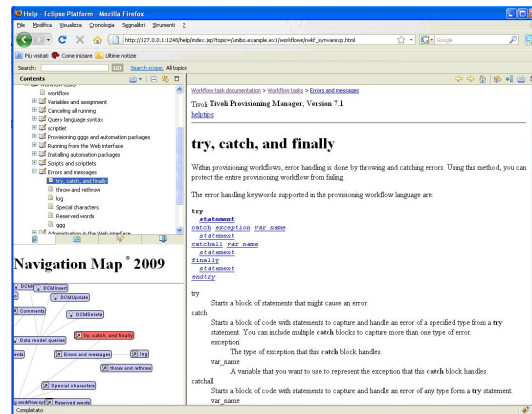 Help - Eclipse Platform - Mozilla Firefox
File Modifica Visualizza Cronologia Segnalibri Strumenti ?
http://127.0.0.1:1240/help/index.jsp?topic=/unibo.example.ex1/workflows/rwkf_synwarexp.html
Google
Più visitati Come iniziare Ultime notizie
Search: GO Search scope: All topics
Contents
workflow
Variables and assignment
Canceling all running
Query language syntax
scriptlet
Provisioning gggs and automation packages
Running from the Web interface
Installing automation packages
Scripts and scriptlets
Errors and messages
try, catch, and finally
throw and rethrow
log
Special characters
Reserved words
ggg
Administration in the Web interface
Navigation Map ° 2009
DCMInsert
DCMUpdate
Comments
DCMDelete
try, catch, and finally
Data model queries
Errors and messages
log
throw and rethrow
Special characters
Reserved words
Completato
Workflow task documentation > Workflow tasks > Errors and messages
Tivoli Tivoli Provisioning Manager, Version 7.1
helptips
try, catch, and finally
Within provisioning workflows, error handling is done by throwing and catching errors. Using this method, you can
protect the entire provisioning workflow from failing.
The error handling keywords supported in the provisioning workflow language are:
try
statement
catch exception var_name
statement
catchall var_name
statement
finally
statement
endtry
try
Starts a block of statements that might cause an error.
catch
Starts a block of code with statements to capture and handle an error of a specified type from a try
statement. You can include multiple catch blocks to capture more than one type of error.
exception
The type of exception that this catch block handles.
var_name
A variable that you want to use to represent the exception that this catch block handles.
catchall
Starts a block of code with statements to capture and handle an error of any type form a try statement.
var_name